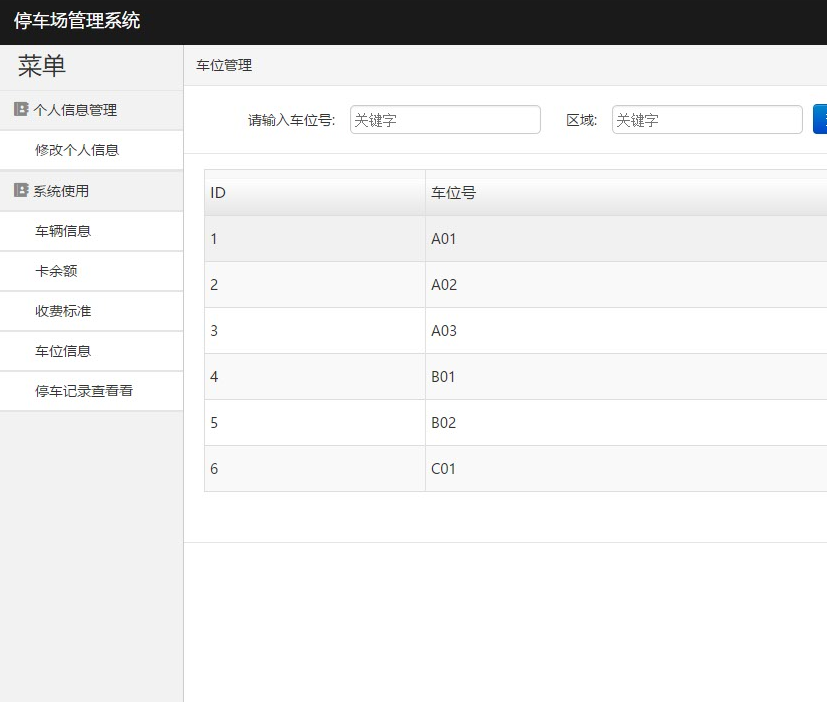 停车场管理系统
菜单
个人信息管理
修改个人信息
系统使用
车辆信息
卡余额
收费标准
车位信息
停车记录查看看
车位管理
请输入车位号: 关键字 区域: 关键字
ID 车位号
1 A01
2 A02
3 A03
4 B01
5 B02
6 C01